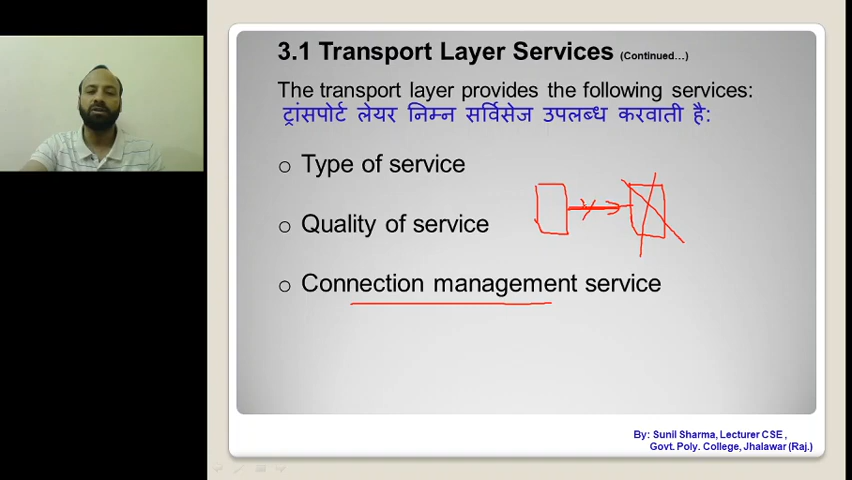 3.1 Transport Layer Services (Continued...)
The transport layer provides the following services:
ट्रांसपोर्ट लेयर निम्न सर्विसेज उपलब्ध करवाती है:
Type of service
Quality of service
Connection management service
By: Sunil Sharma, Lecturer CSE ,
Govt. Poly. College, Jhalawar (Raj.)